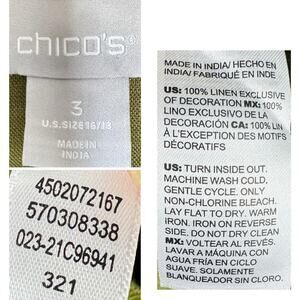 chico's®
3
U.S.SIZE16/18
MADE IN
INDIA
4502072167
570308338
023-21C96941
321
MADE IN INDIA/ HECHO EN
INDIA/ FABRIQUÉ EN INDE
US: 100% LINEN EXCLUSIVE
OF DECORATION MX: 100%
LINO EXCLUSIVO DE LA
DECORACIÓN CA: 100% LIN
À L'EXCEPTION DES MOTIFS
DÉCORATIFS
US: TURN INSIDE OUT.
MACHINE WASH COLD,
GENTLE CYCLE. ONLY
NON-CHLORINE BLEACH.
LAY FLAT TO DRY. WARM
IRON. IRON ON REVERSE
SIDE. DO NOT DRY CLEAN.
MX: VOLTEAR AL REVÉS.
LAVAR A MÁQUINA CON
AGUA FRÍA EN CICLO
SUAVE. SOLAMENTE
BLANQUEADOR SIN CLORO.